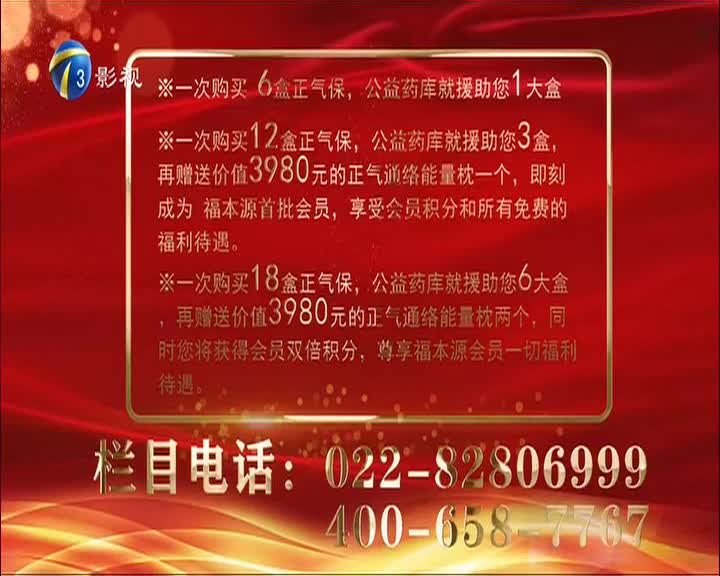 3 影视
※一次购买 6盒正气保，公益药库就援助您1大盒
※一次购买12盒正气保，公益药库就援助您3盒，
再赠送价值3980元的正气通络能量枕一个，即刻
成为 福本源首批会员，享受会员积分和所有免费的
福利待遇。
※一次购买18盒正气保，公益药库就援助您6大盒
，再赠送价值3980元的正气通络能量枕两个，同
时您将获得会员双倍积分，尊享福本源会员一切福利
待遇。
栏目电话：022-82806999
400-658-7767